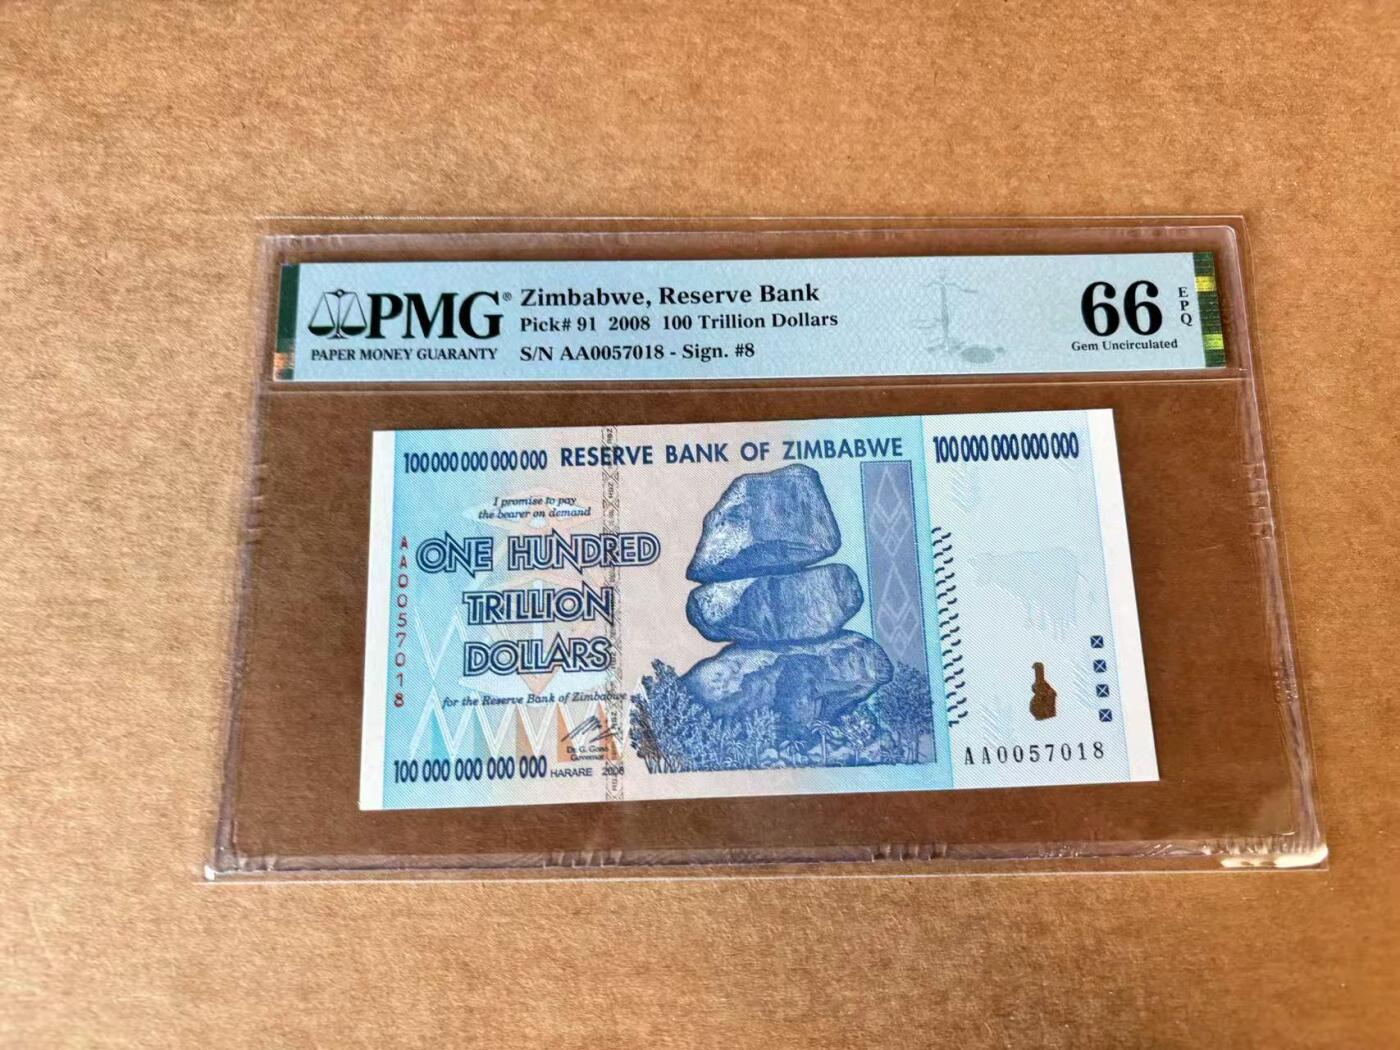 PMG®
PAPER MONEY GUARANTY
Zimbabwe, Reserve Bank
Pick# 91 2008 100 Trillion Dollars
S/N AA0057018 - Sign. #8
66
EPQ
Gem Uncirculated
100 000 000 000 000
RESERVE BANK OF ZIMBABWE
100 000 000 000 000
I promise to pay
the bearer on demand
ONE HUNDRED
TRILLION
DOLLARS
for the Reserve Bank of Zimbabwe
Dr. G. Gono
Governor
100 000 000 000 000
HARARE 2008
AA0057018
AA0057018